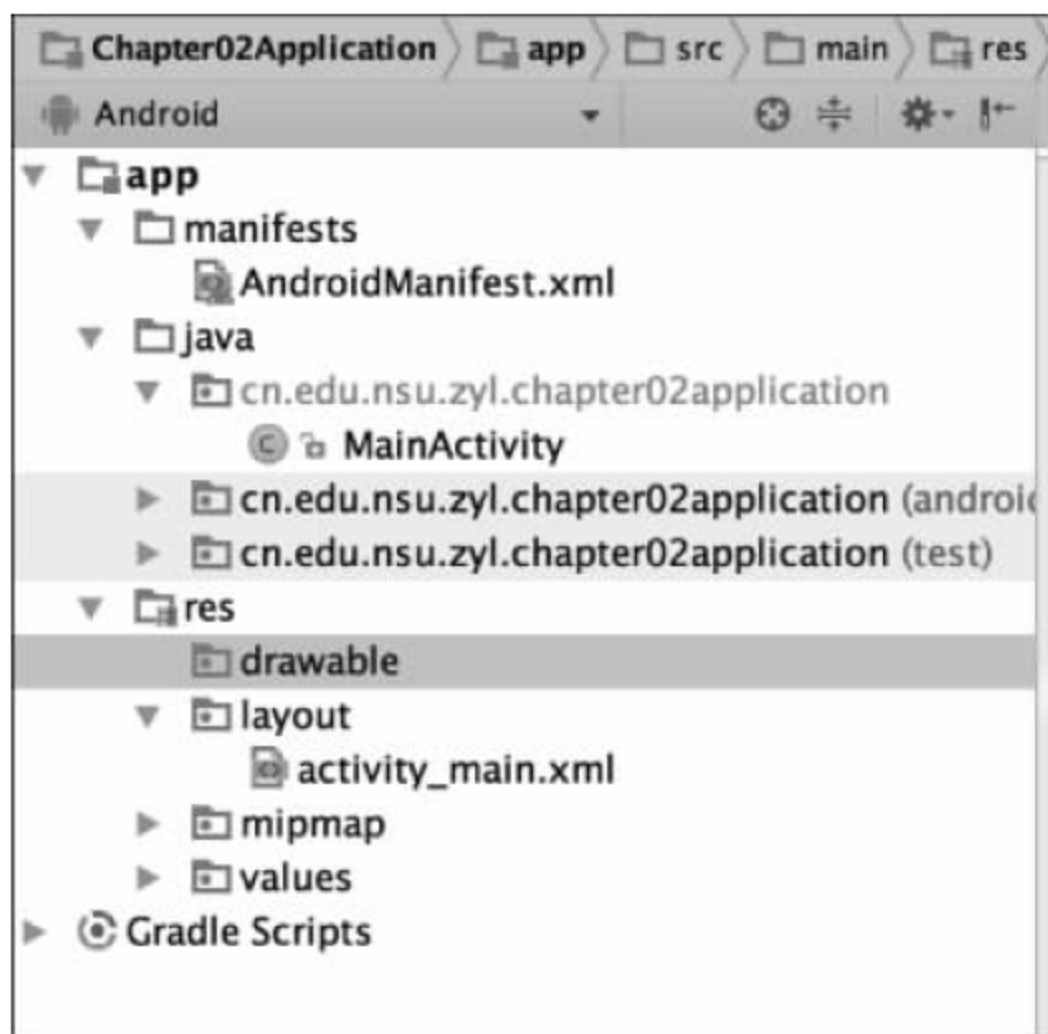 Chapter02Application app src main res
Android
app
manifests
AndroidManifest.xml
java
cn.edu.nsu.zyl.chapter02application
C MainActivity
cn.edu.nsu.zyl.chapter02application (android
cn.edu.nsu.zyl.chapter02application (test)
res
drawable
layout
activity_main.xml
mipmap
values
Gradle Scripts